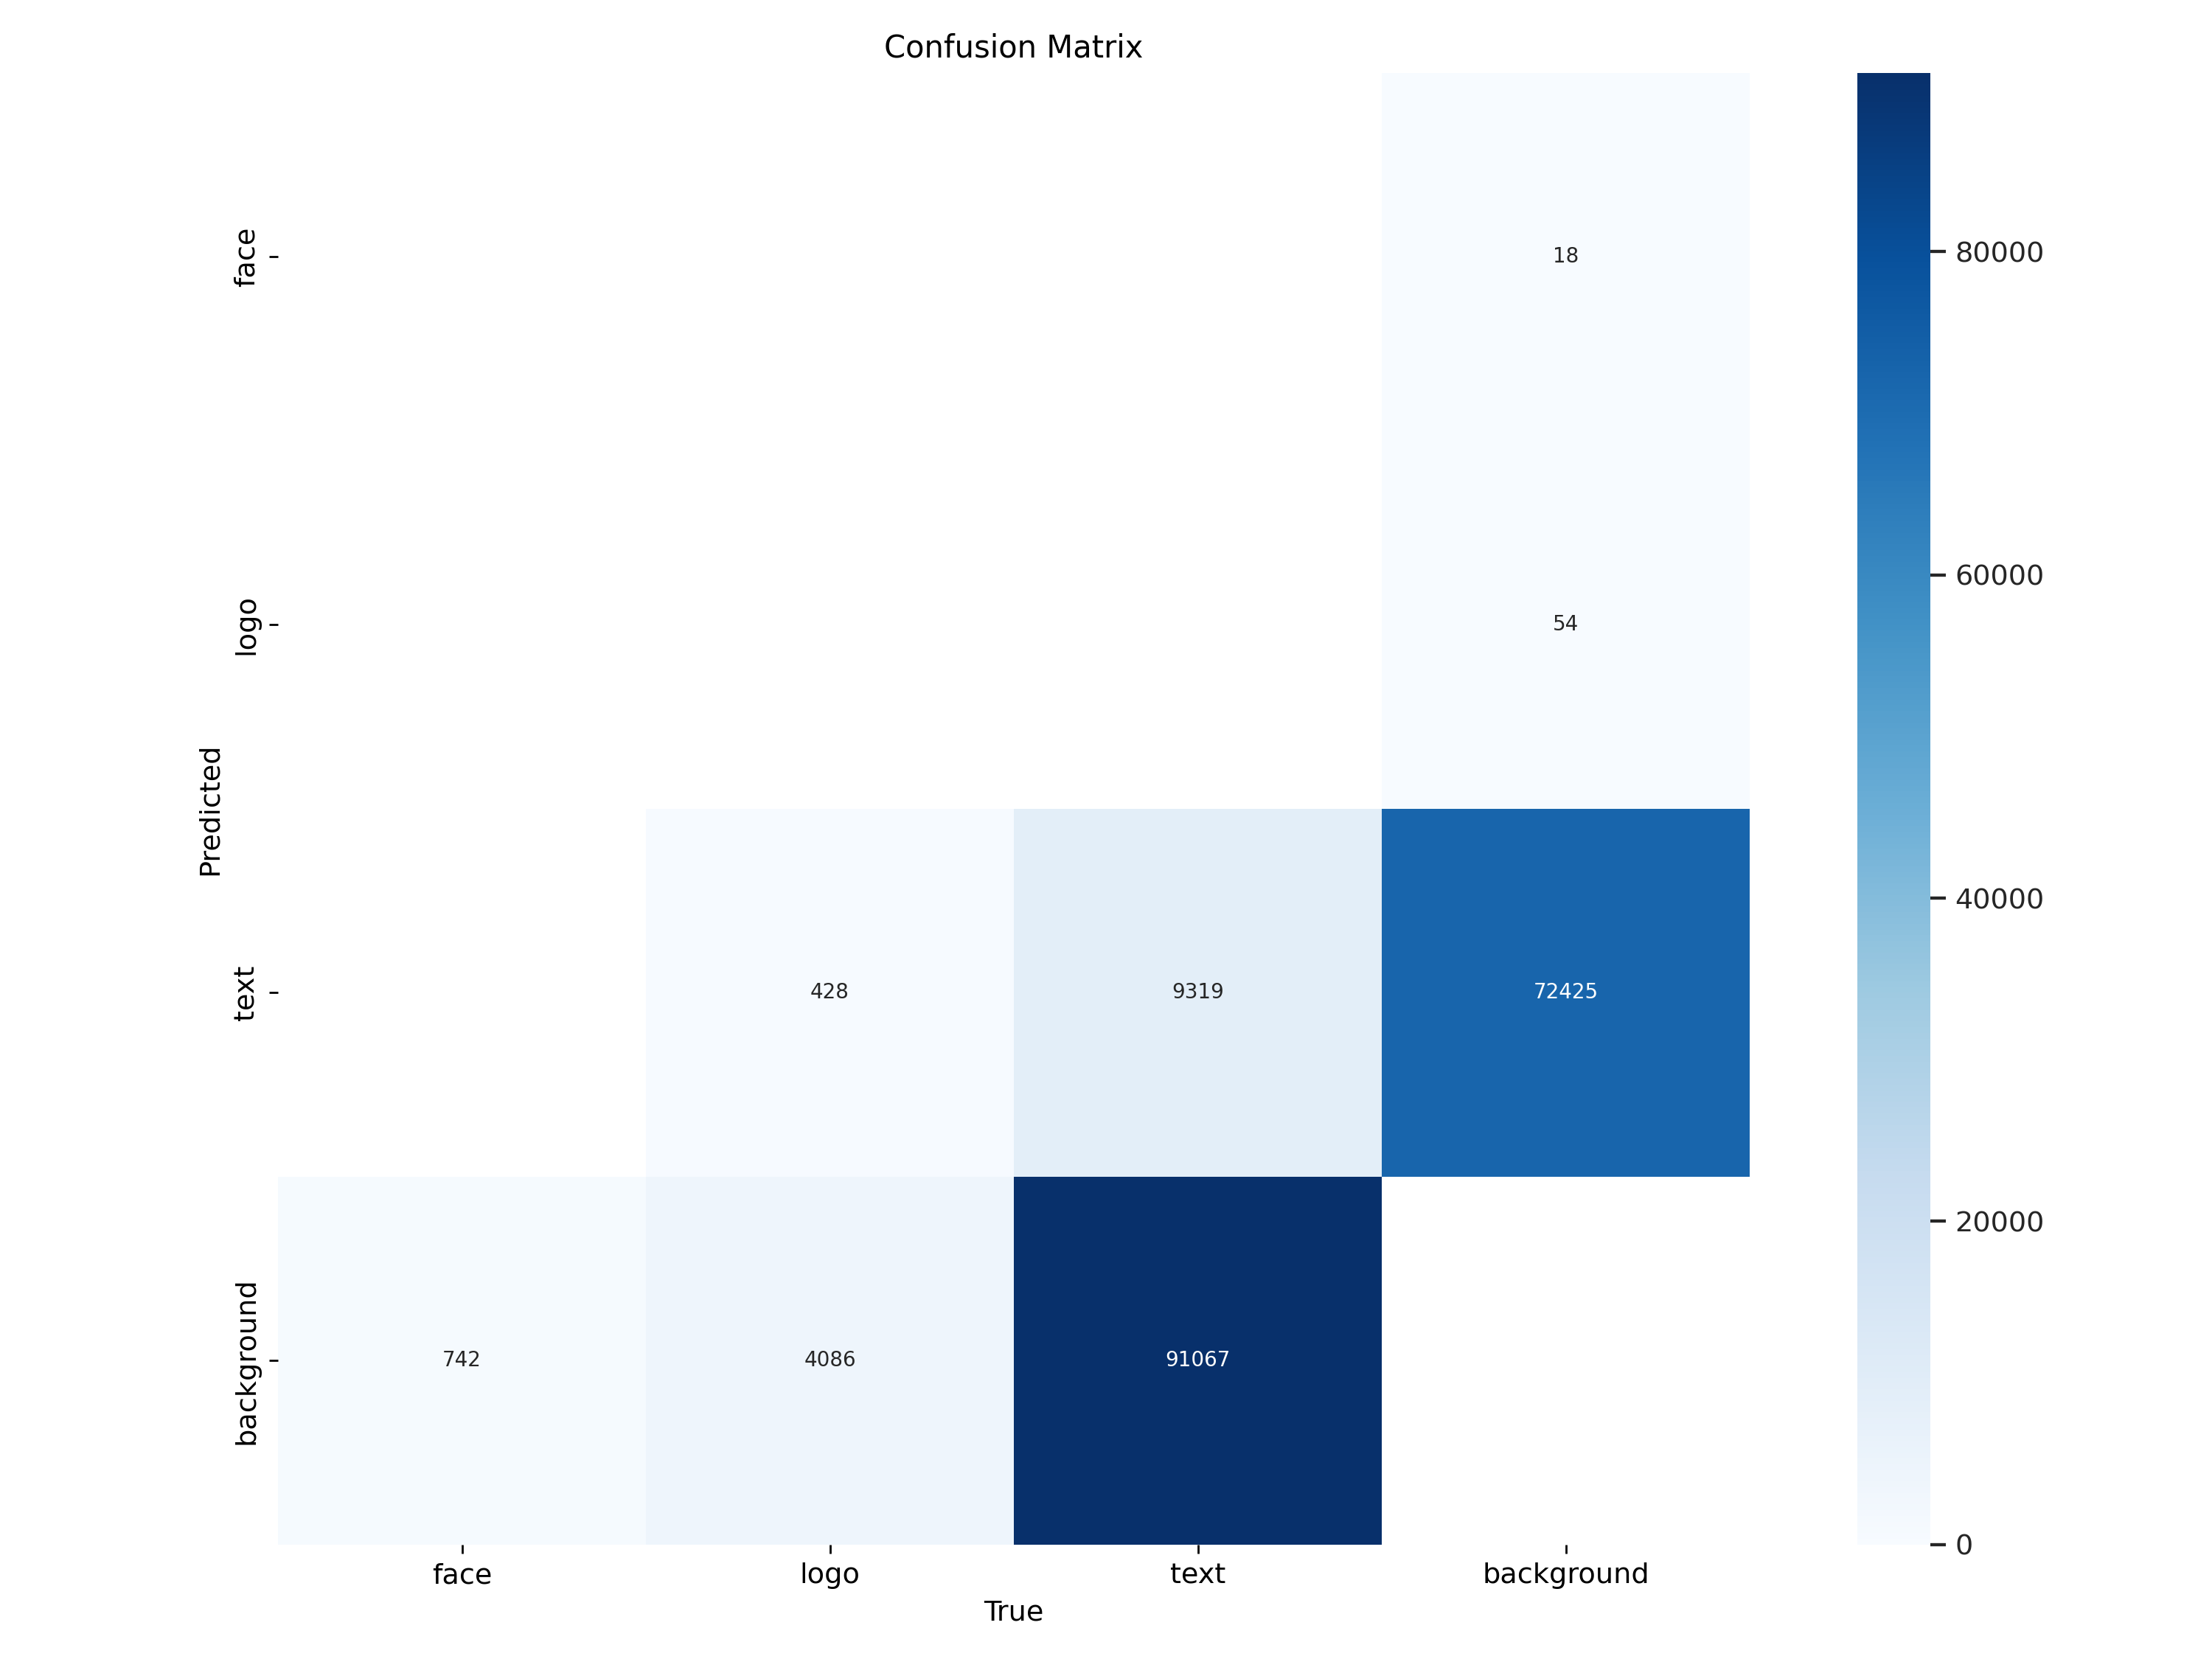 Confusion Matrix
face
logo
text
background
Predicted
18
54
428 9319 72425
742 4086 91067
face logo text background
True
80000
60000
40000
20000
0